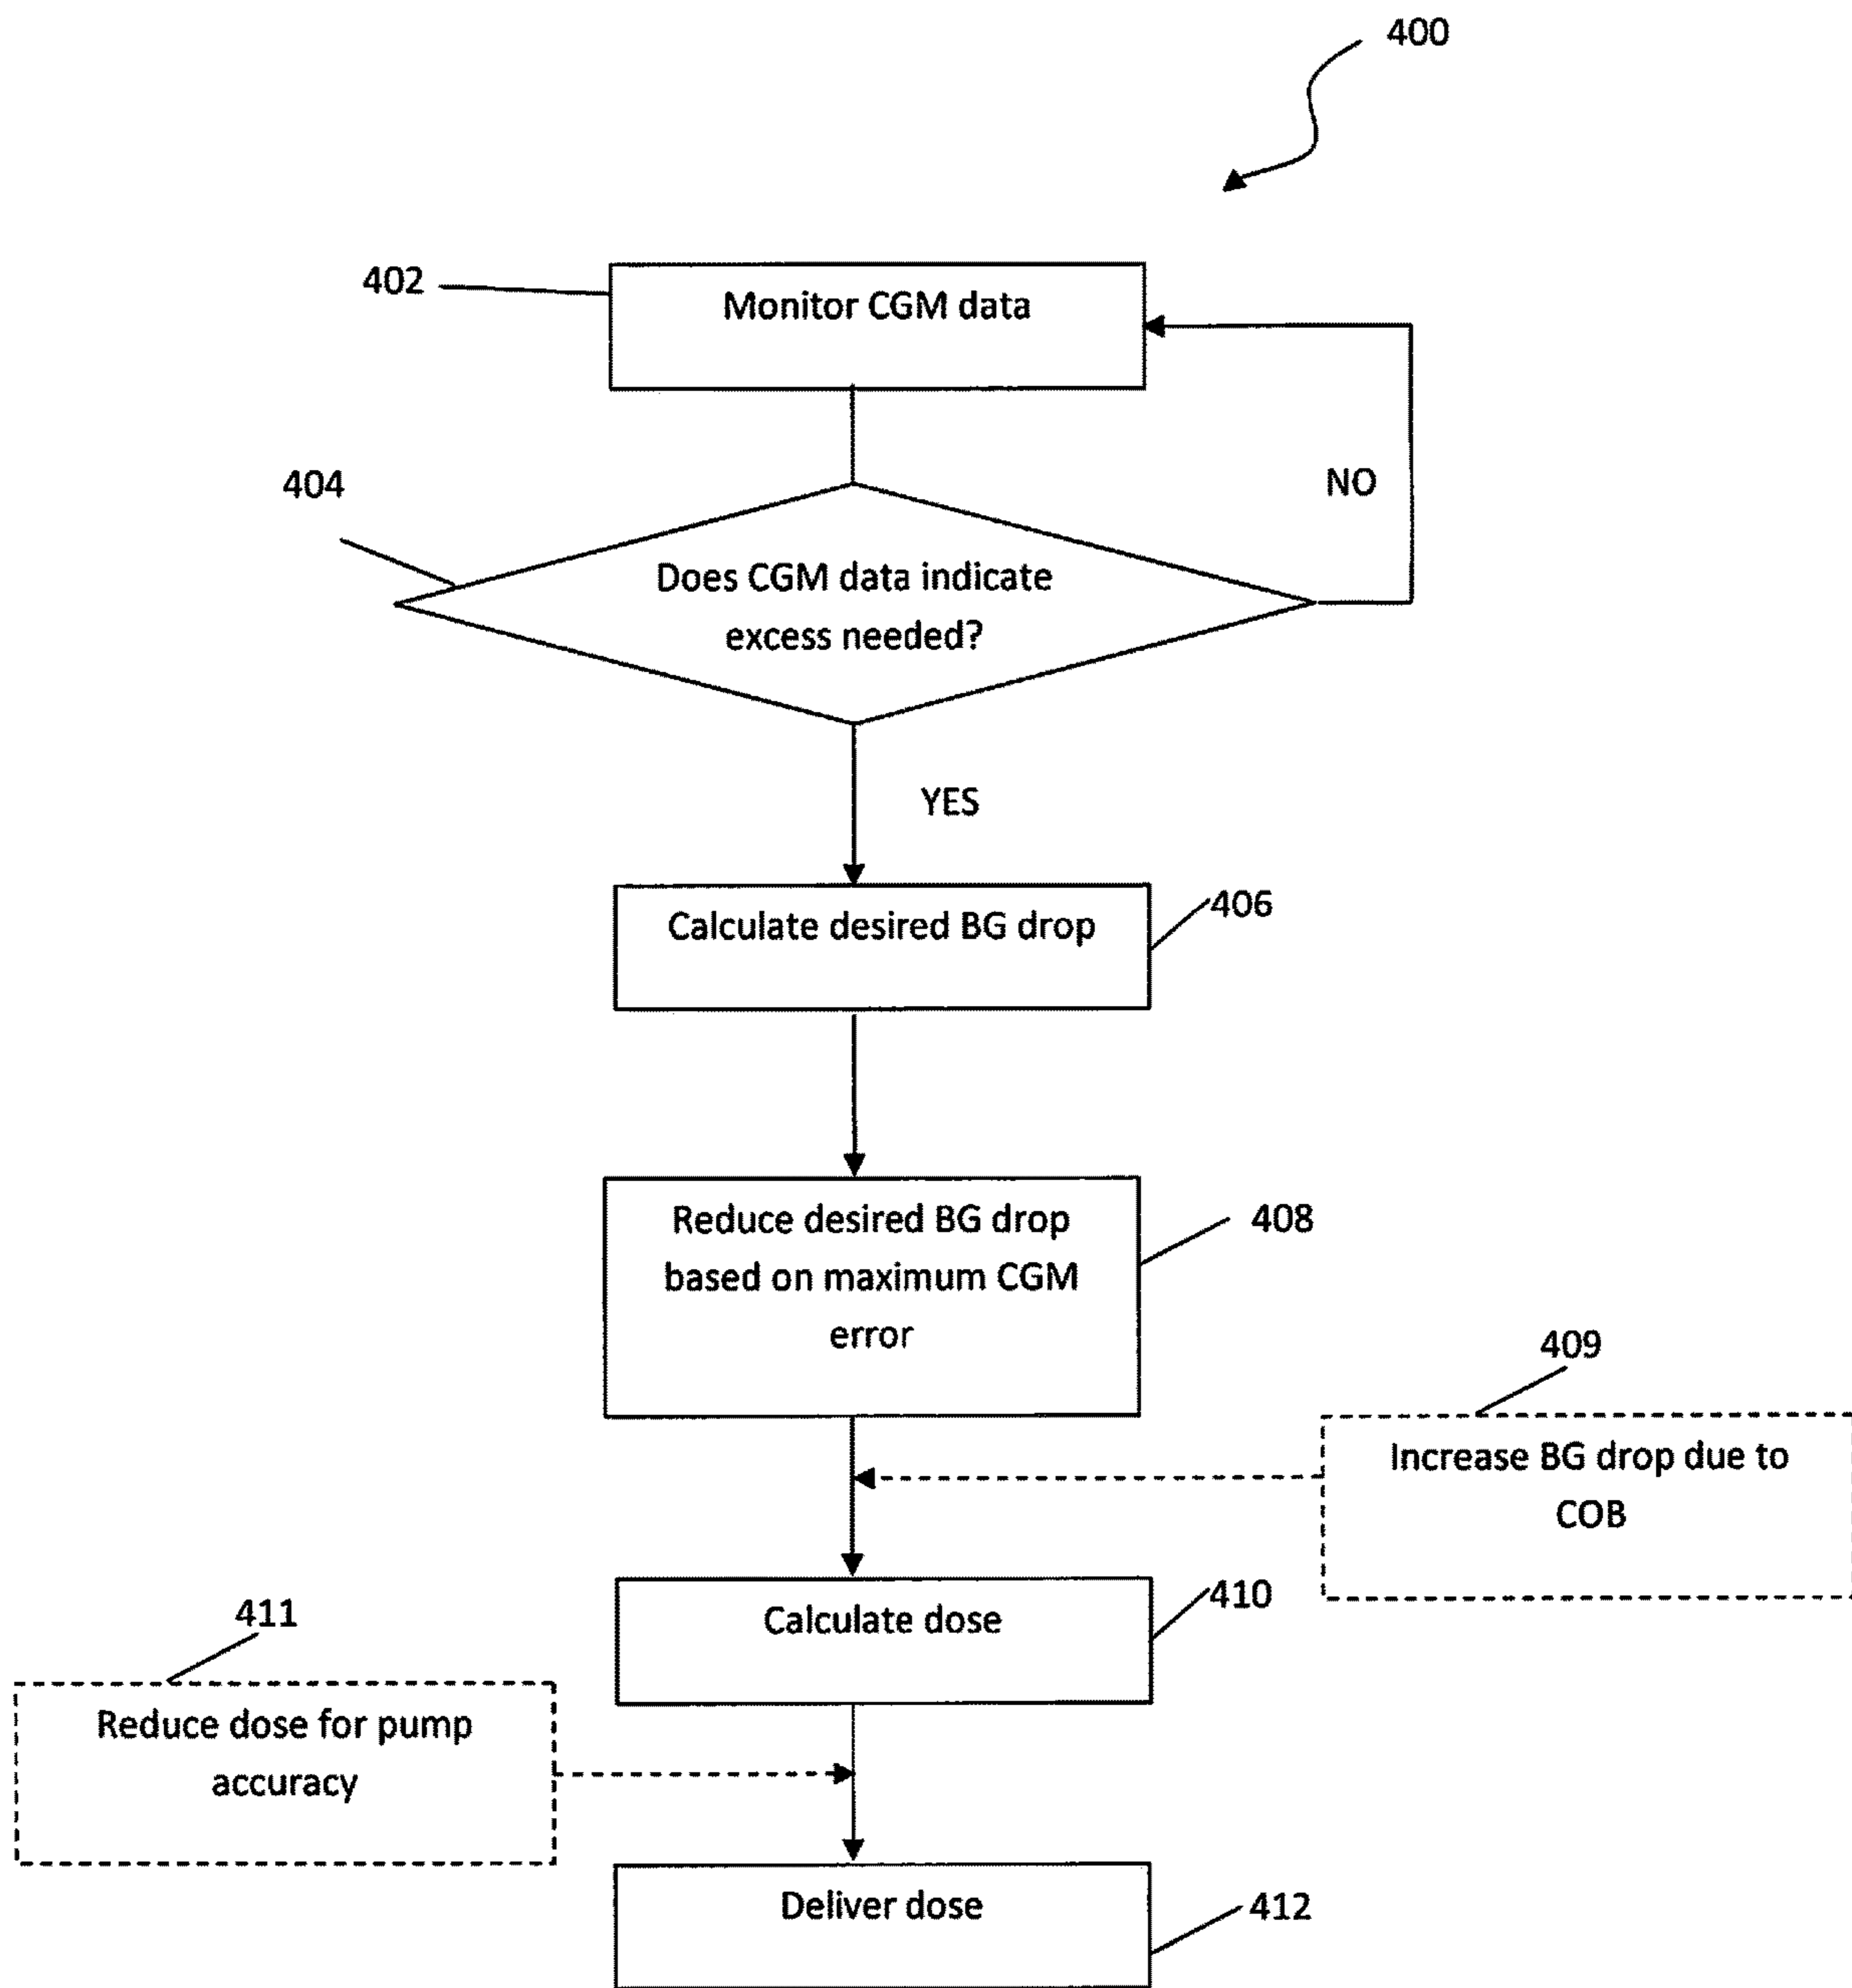 400
402
Monitor CGM data
404
NO
Does CGM data indicate
excess needed?
YES
Calculate desired BG drop
406
Reduce desired BG drop
based on maximum CGM
error
408
409
Increase BG drop due to
COB
Calculate dose
410
411
Reduce dose for pump
accuracy
Deliver dose
412